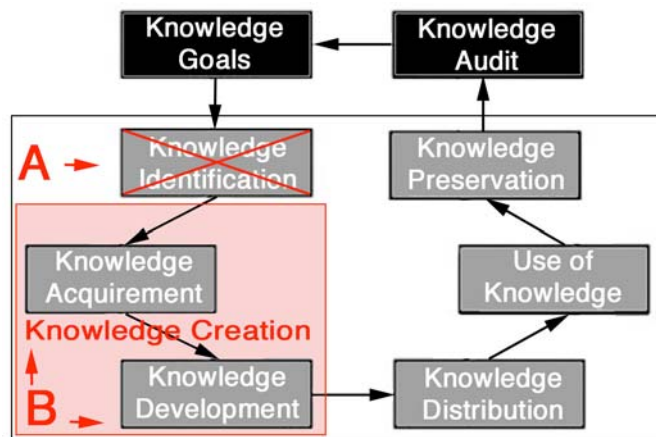 Knowledge
Goals
Knowledge
Audit
A
Knowledge
Identification
Knowledge
Preservation
Knowledge
Acquirement
Use of
Knowledge
Knowledge Creation
B
Knowledge
Development
Knowledge
Distribution